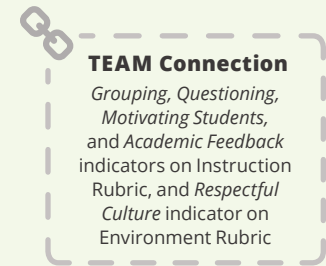 TEAM Connection
Grouping, Questioning,
Motivating Students,
and Academic Feedback
indicators on Instruction
Rubric, and Respectful
Culture indicator on
Environment Rubric